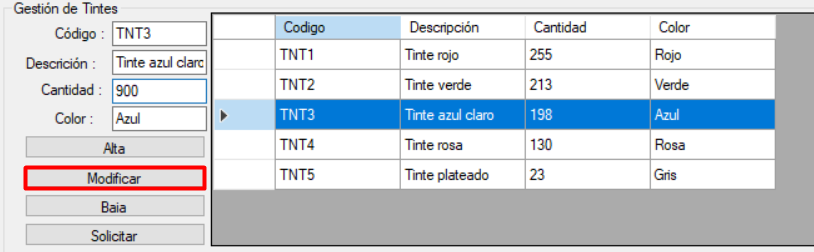 Gestión de Tintes
Código : TNT3
Descrición : Tinte azul claro
Cantidad : 900
Color : Azul
Alta
Modificar
Baja
Solicitar
Codigo Descripción Cantidad Color
TNT1 Tinte rojo 255 Rojo
TNT2 Tinte verde 213 Verde
TNT3 Tinte azul claro 198 Azul
TNT4 Tinte rosa 130 Rosa
TNT5 Tinte plateado 23 Gris